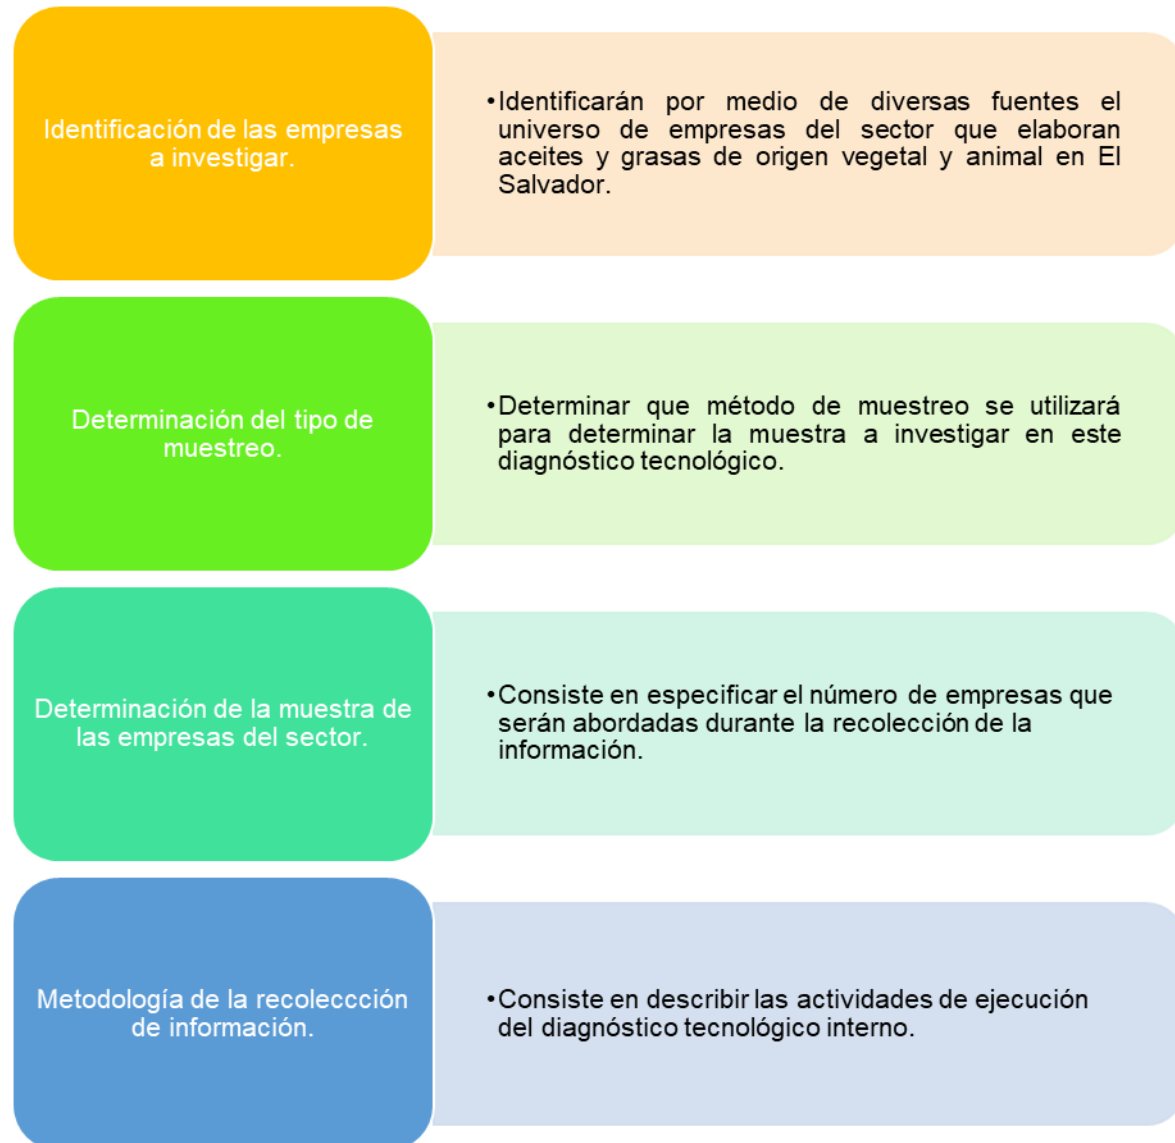 Identificación de las empresas
a investigar.
•Identificarán por medio de diversas fuentes el
universo de empresas del sector que elaboran
aceites y grasas de origen vegetal y animal en El
Salvador.
Determinación del tipo de
muestreo.
•Determinar que método de muestreo se utilizará
para determinar la muestra a investigar en este
diagnóstico tecnológico.
Determinación de la muestra de
las empresas del sector.
•Consiste en especificar el número de empresas que
serán abordadas durante la recolección de la
información.
Metodología de la recoleccción
de información.
•Consiste en describir las actividades de ejecución
del diagnóstico tecnológico interno.